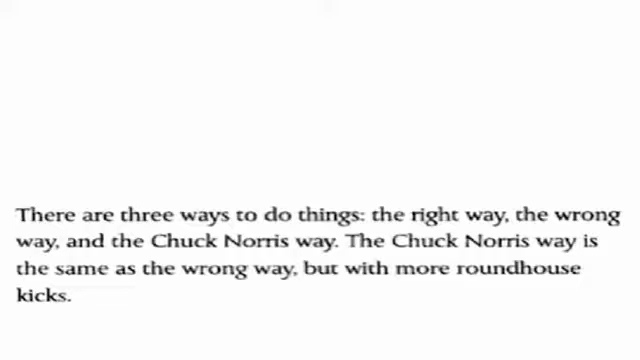 There are three ways to do things: the right way, the wrong
way, and the Chuck Norris way. The Chuck Norris way is
the same as the wrong way, but with more roundhouse
kicks.